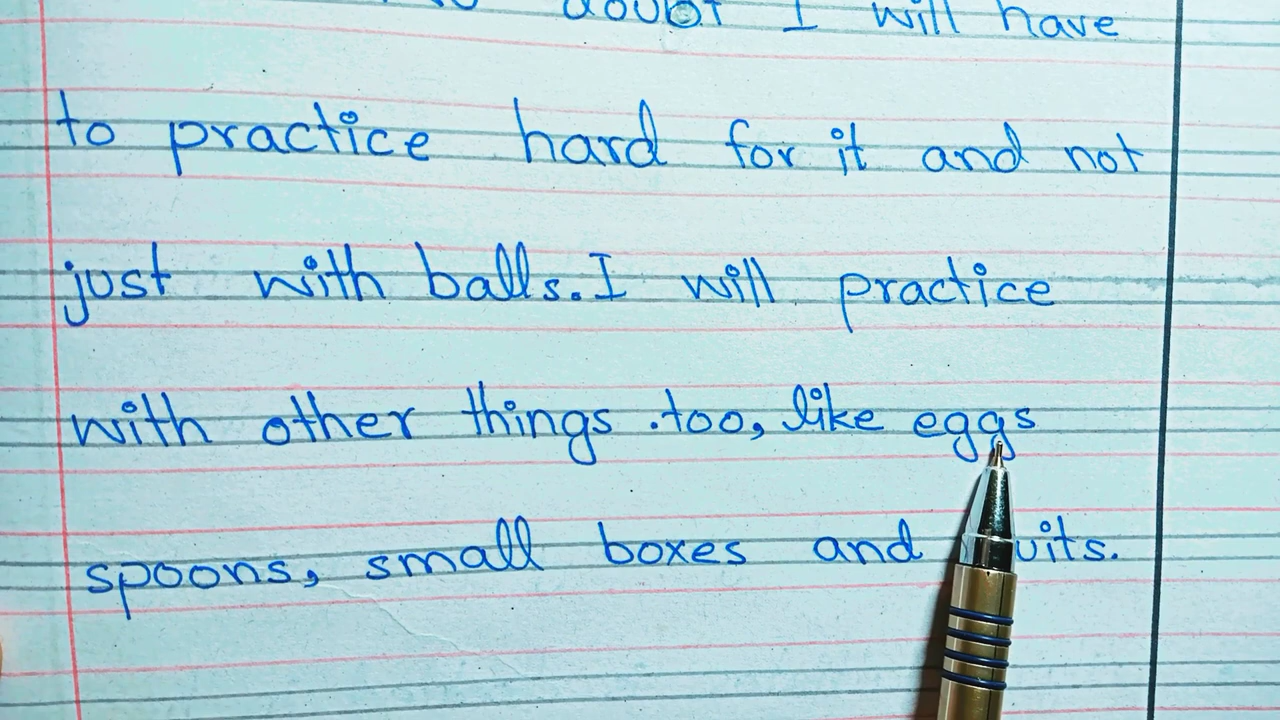 doubt I will have
to practice hard for it and not
just with balls. I will practice
with other things .too, like eggs
spoons, small boxes and